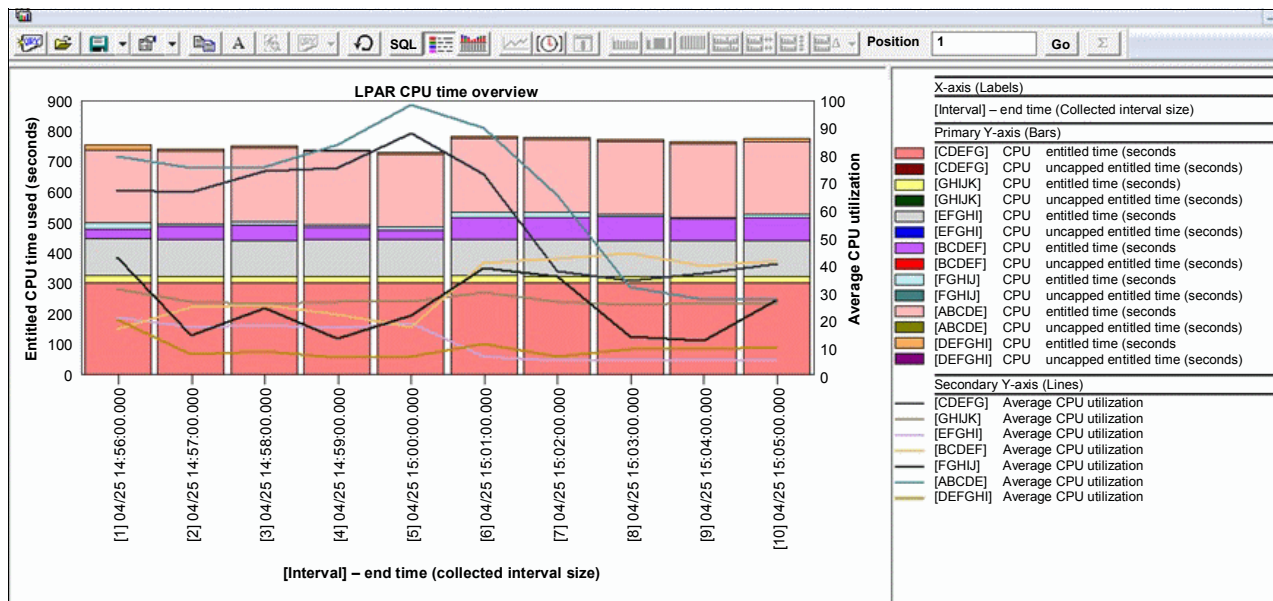 SQL
A
Position
1
Go
Σ
LPAR CPU time overview
Entitled CPU time used (seconds)
900
800
700
600
500
400
300
200
100
0
100
90
80
70
60
50
40
30
20
10
0
Average CPU utilization
[1] 04/25 14:56:00.000
[2] 04/25 14:57:00.000
[3] 04/25 14:58:00.000
[4] 04/25 14:59:00.000
[5] 04/25 15:00:00.000
[6] 04/25 15:01:00.000
[7] 04/25 15:02:00.000
[8] 04/25 15:03:00.000
[9] 04/25 15:04:00.000
[10] 04/25 15:05:00.000
[Interval] – end time (collected interval size)
X-axis (Labels)
[Interval] – end time (Collected interval size)
Primary Y-axis (Bars)
[CDEFG] CPU entitled time (seconds
[CDEFG] CPU uncapped entitled time (seconds)
[GHIJK] CPU entitled time (seconds)
[GHIJK] CPU uncapped entitled time (seconds)
[EFGHI] CPU entitled time (seconds
[EFGHI] CPU uncapped entitled time (seconds)
[BCDEF] CPU entitled time (seconds
[BCDEF] CPU uncapped entitled time (seconds)
[FGHIJ] CPU entitled time (seconds
[FGHIJ] CPU uncapped entitled time (seconds)
[ABCDE] CPU entitled time (seconds
[ABCDE] CPU uncapped entitled time (seconds)
[DEFGHI] CPU entitled time (seconds
[DEFGHI] CPU uncapped entitled time (seconds)
Secondary Y-axis (Lines)
[CDEFG] Average CPU utilization
[GHIJK] Average CPU utilization
[EFGHI] Average CPU utilization
[BCDEF] Average CPU utilization
[FGHIJ] Average CPU utilization
[ABCDE] Average CPU utilization
[DEFGHI] Average CPU utilization